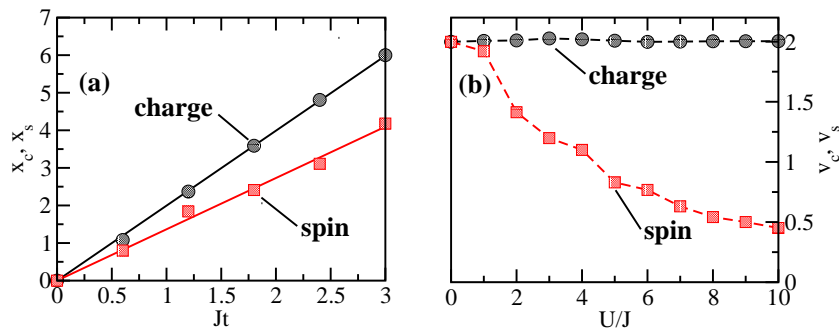 7
6
5
4
3
2
1
0
x_c, x_s
(a)
charge
spin
0 0.5 1 1.5 2 2.5 3
Jt
(b)
charge
spin
2
1.5
1
0.5
0
v_c, v_s
0 2 4 6 8 10
U/J